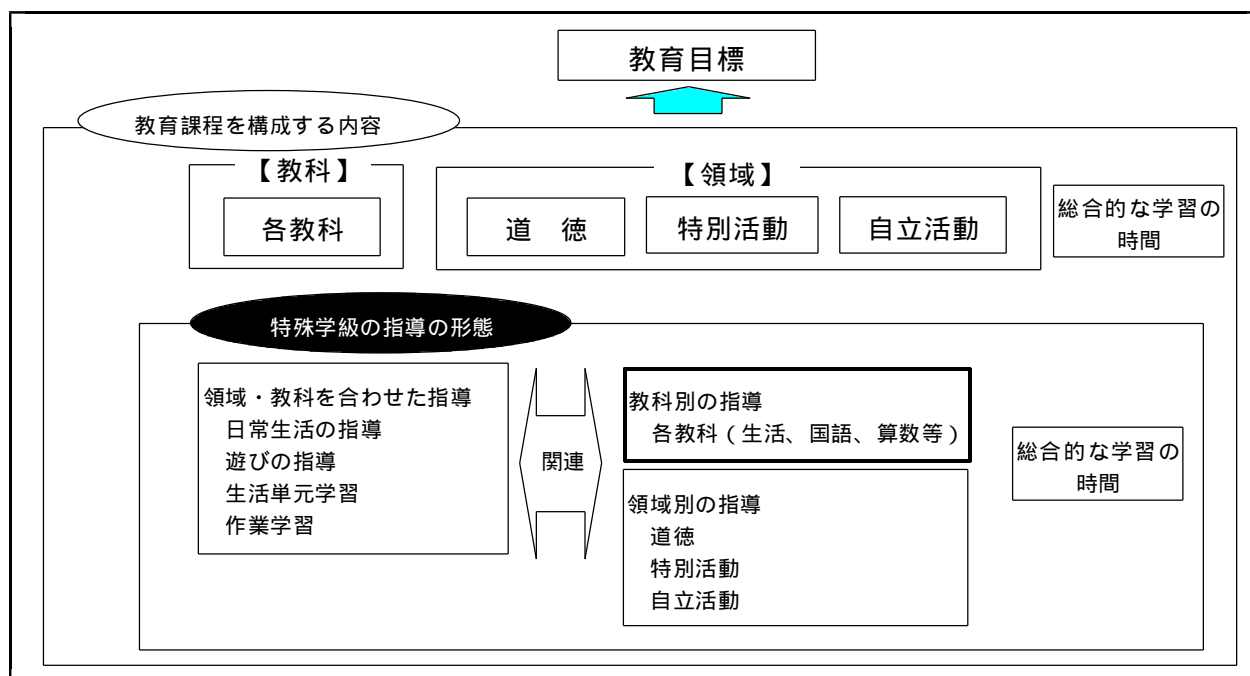 教育目標
教育課程を構成する内容
【教科】
各教科
【領域】
道　徳
特別活動
自立活動
総合的な学習の
時間
特殊学級の指導の形態
領域・教科を合わせた指導
日常生活の指導
遊びの指導
生活単元学習
作業学習
関連
教科別の指導
各教科（生活、国語、算数等）
領域別の指導
道徳
特別活動
自立活動
総合的な学習の
時間